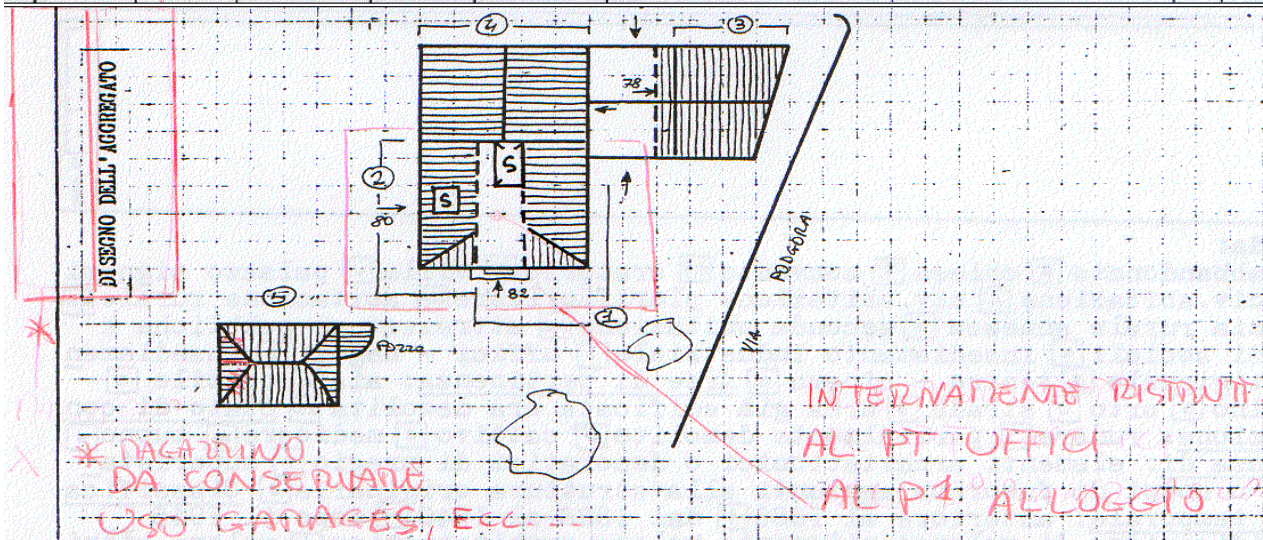 DISEGNO DELL'AGGREGATO
4
3
78
2
S
S
80
82
1
5
POZZO
VIA PODGORA
INTERNAMENTE RISTRUTT.
AL PT UFFICI
AL P1° ALLOGGIO
* MAGAZZINO
DA CONSERVARE
USO GARAGES, ECC...
*